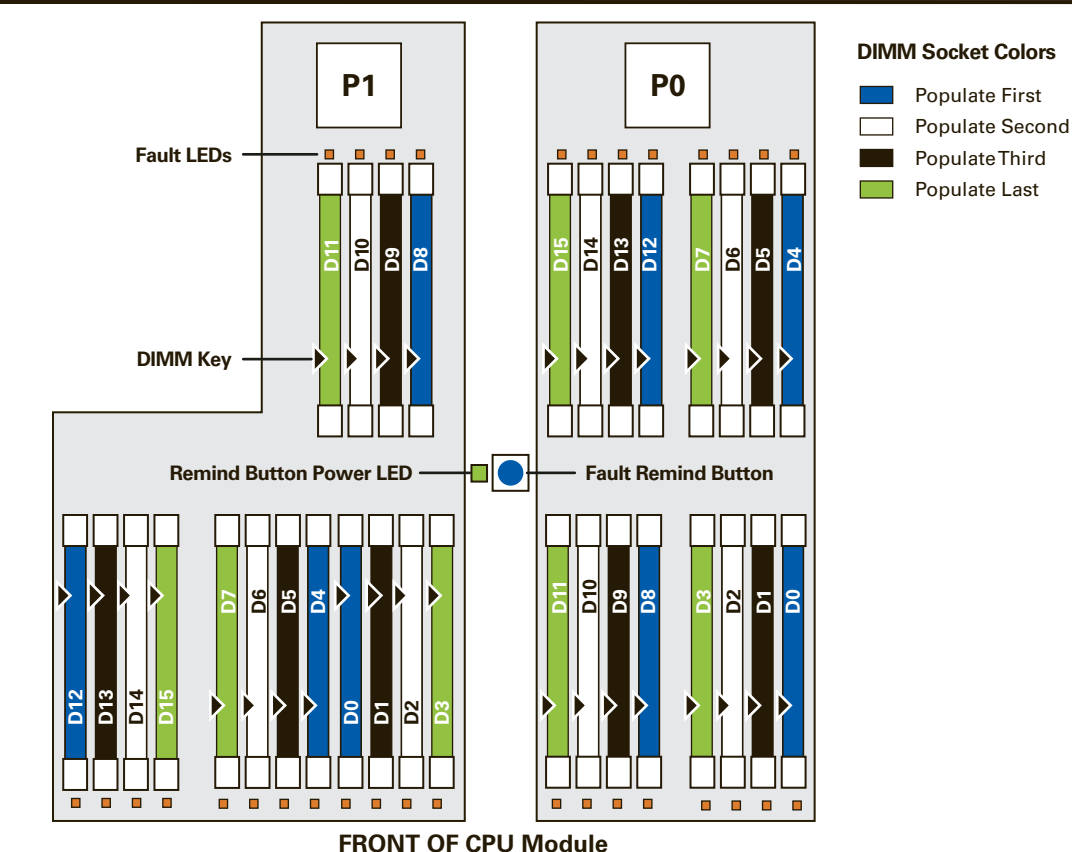 DIMM Socket Colors
Populate First
Populate Second
Populate Third
Populate Last
P1
P0
Fault LEDs
D11
D10
D9
D8
D15
D14
D13
D12
D7
D6
D5
D4
DIMM Key
Remind Button Power LED
Fault Remind Button
D12
D13
D14
D15
D7
D6
D5
D4
D0
D1
D2
D3
D11
D10
D9
D8
D3
D2
D1
D0
FRONT OF CPU Module